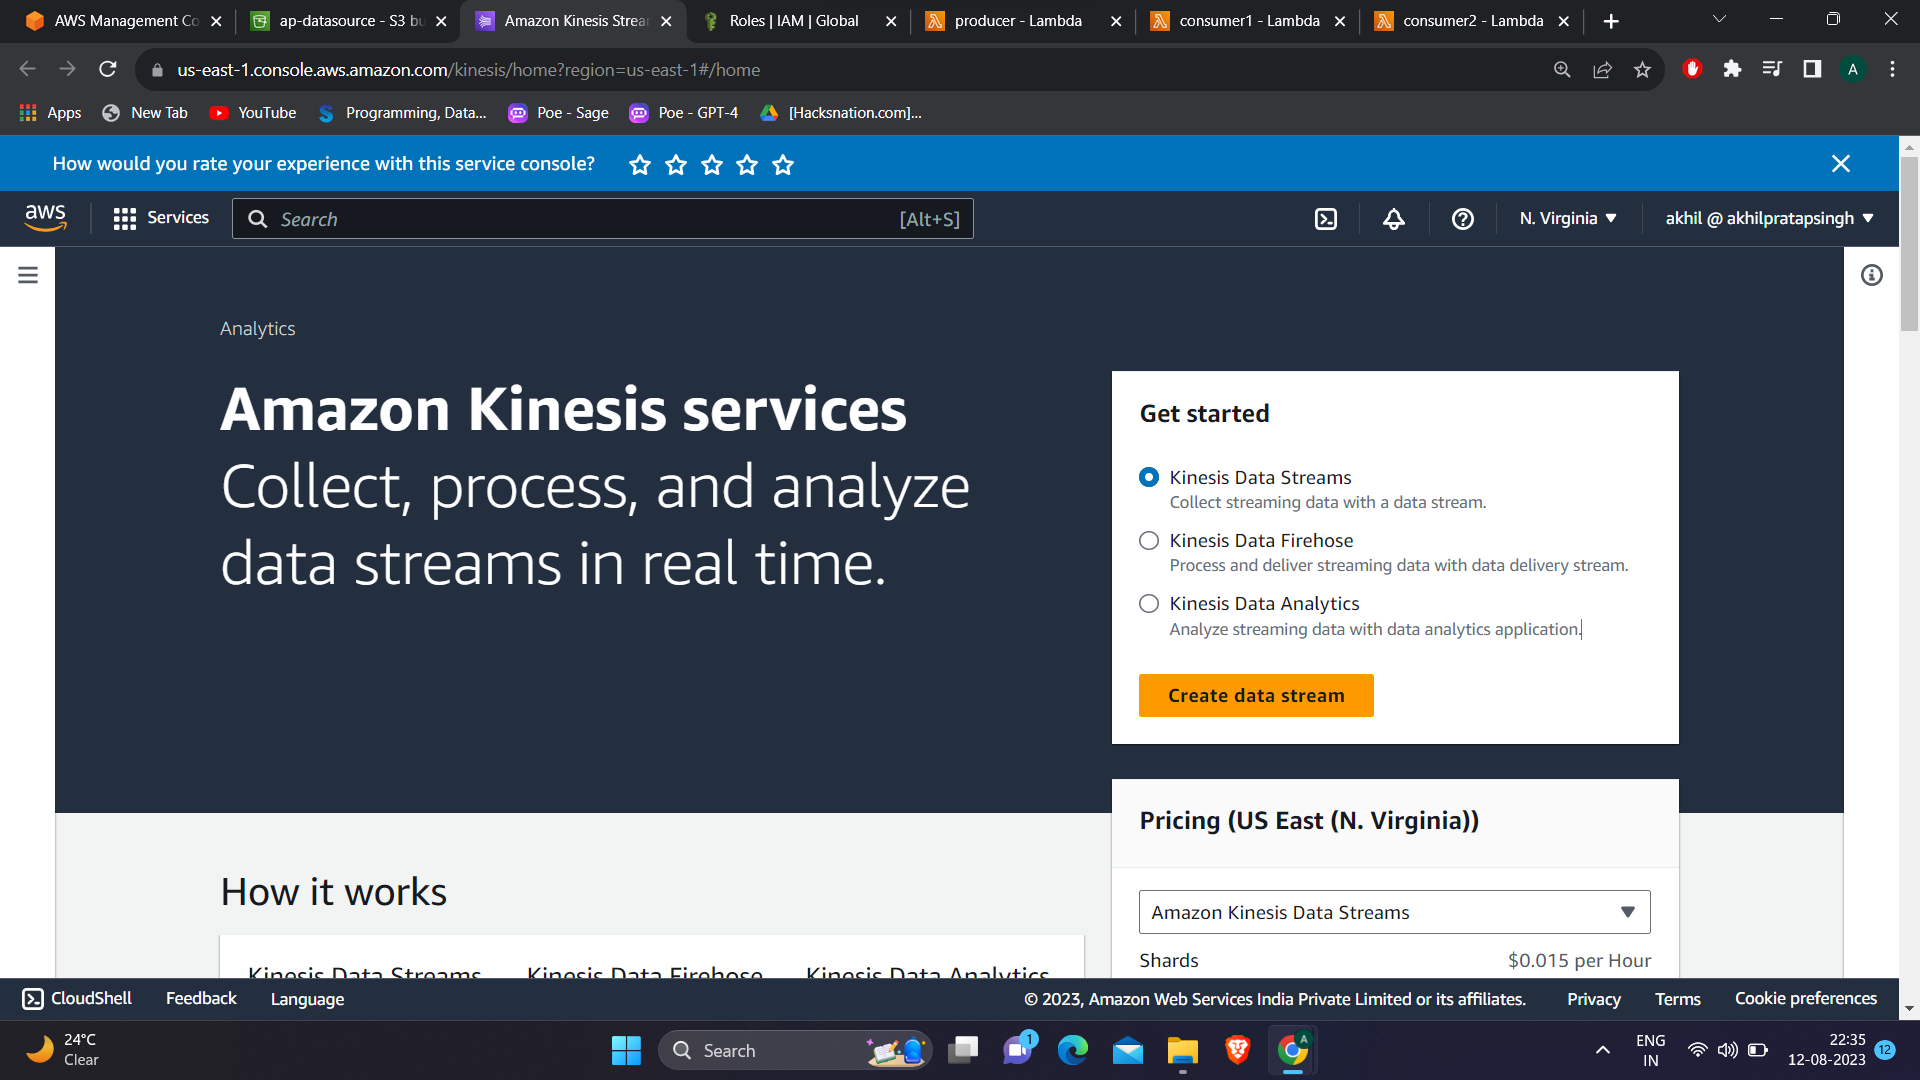 AWS Management Co
ap-datasource - S3 bu
Amazon Kinesis Strea
Roles | IAM | Global
producer - Lambda
consumer1 - Lambda
consumer2 - Lambda
us-east-1.console.aws.amazon.com/kinesis/home?region=us-east-1#/home
A
Apps
New Tab
YouTube
Programming, Data...
Poe - Sage
Poe - GPT-4
[Hacksnation.com]...
How would you rate your experience with this service console?
aws
Services
Search
[Alt+S]
N. Virginia
akhil @ akhilpratapsingh
Analytics
Amazon Kinesis services
Collect, process, and analyze
data streams in real time.
Get started
Kinesis Data Streams
Collect streaming data with a data stream.
Kinesis Data Firehose
Process and deliver streaming data with data delivery stream.
Kinesis Data Analytics
Analyze streaming data with data analytics application.
Create data stream
Pricing (US East (N. Virginia))
Amazon Kinesis Data Streams
Shards
$0.015 per Hour
How it works
Kinesis Data Streams
Kinesis Data Firehose
Kinesis Data Analytics
CloudShell
Feedback
Language
© 2023, Amazon Web Services India Private Limited or its affiliates.
Privacy
Terms
Cookie preferences
24°C
Clear
Search
1
A
ENG
IN
22:35
12-08-2023
12